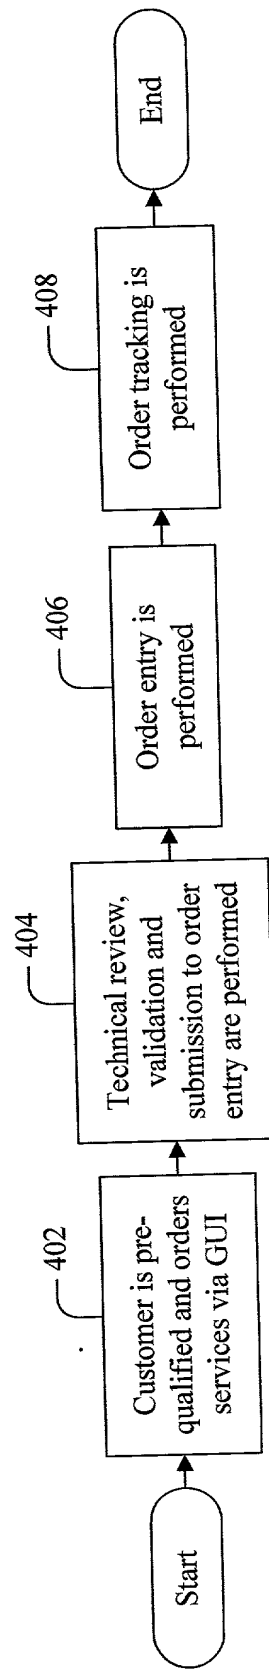 Start
402
Customer is pre-
qualified and orders
services via GUI
404
Technical review,
validation and
submission to order
entry are performed
406
Order entry is
performed
408
Order tracking is
performed
End